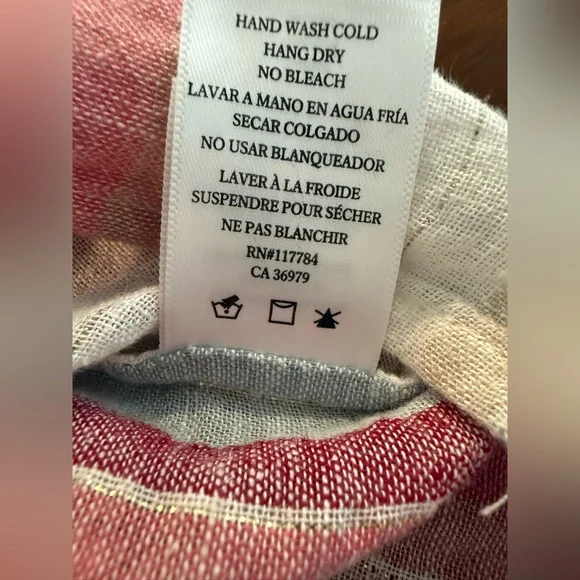 HAND WASH COLD
HANG DRY
NO BLEACH
LAVAR A MANO EN AGUA FRÍA
SECAR COLGADO
NO USAR BLANQUEADOR
LAVER À LA FROIDE
SUSPENDRE POUR SÉCHER
NE PAS BLANCHIR
RN#117784
CA 36979